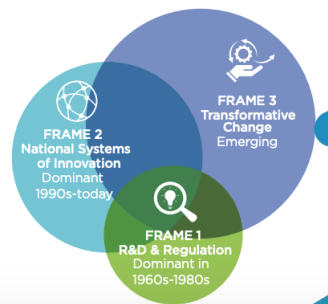 FRAME 3
Transformative
Change
Emerging
FRAME 2
National Systems
of Innovation
Dominant
1990s-today
FRAME 1
R&D & Regulation
Dominant in
1960s-1980s